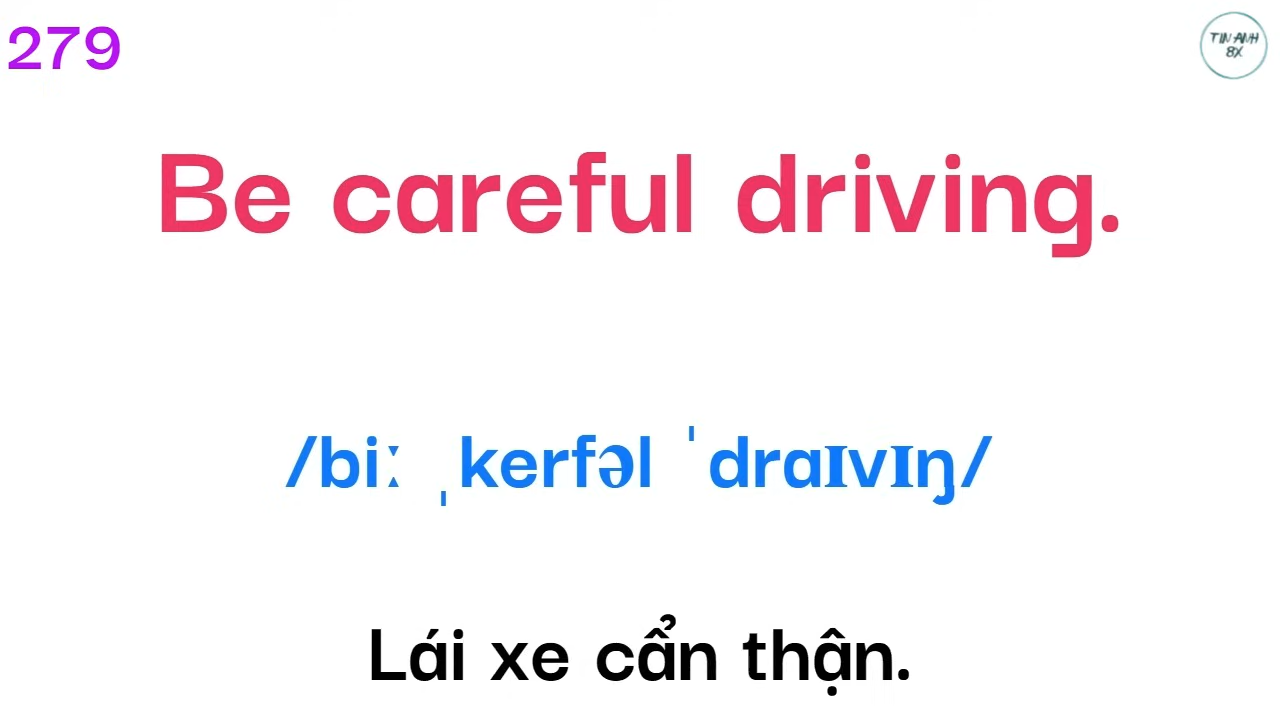 279
TIN ANH
8X
Be careful driving.
/biː ˌkerfəl ˈdraɪvɪŋ/
Lái xe cẩn thận.